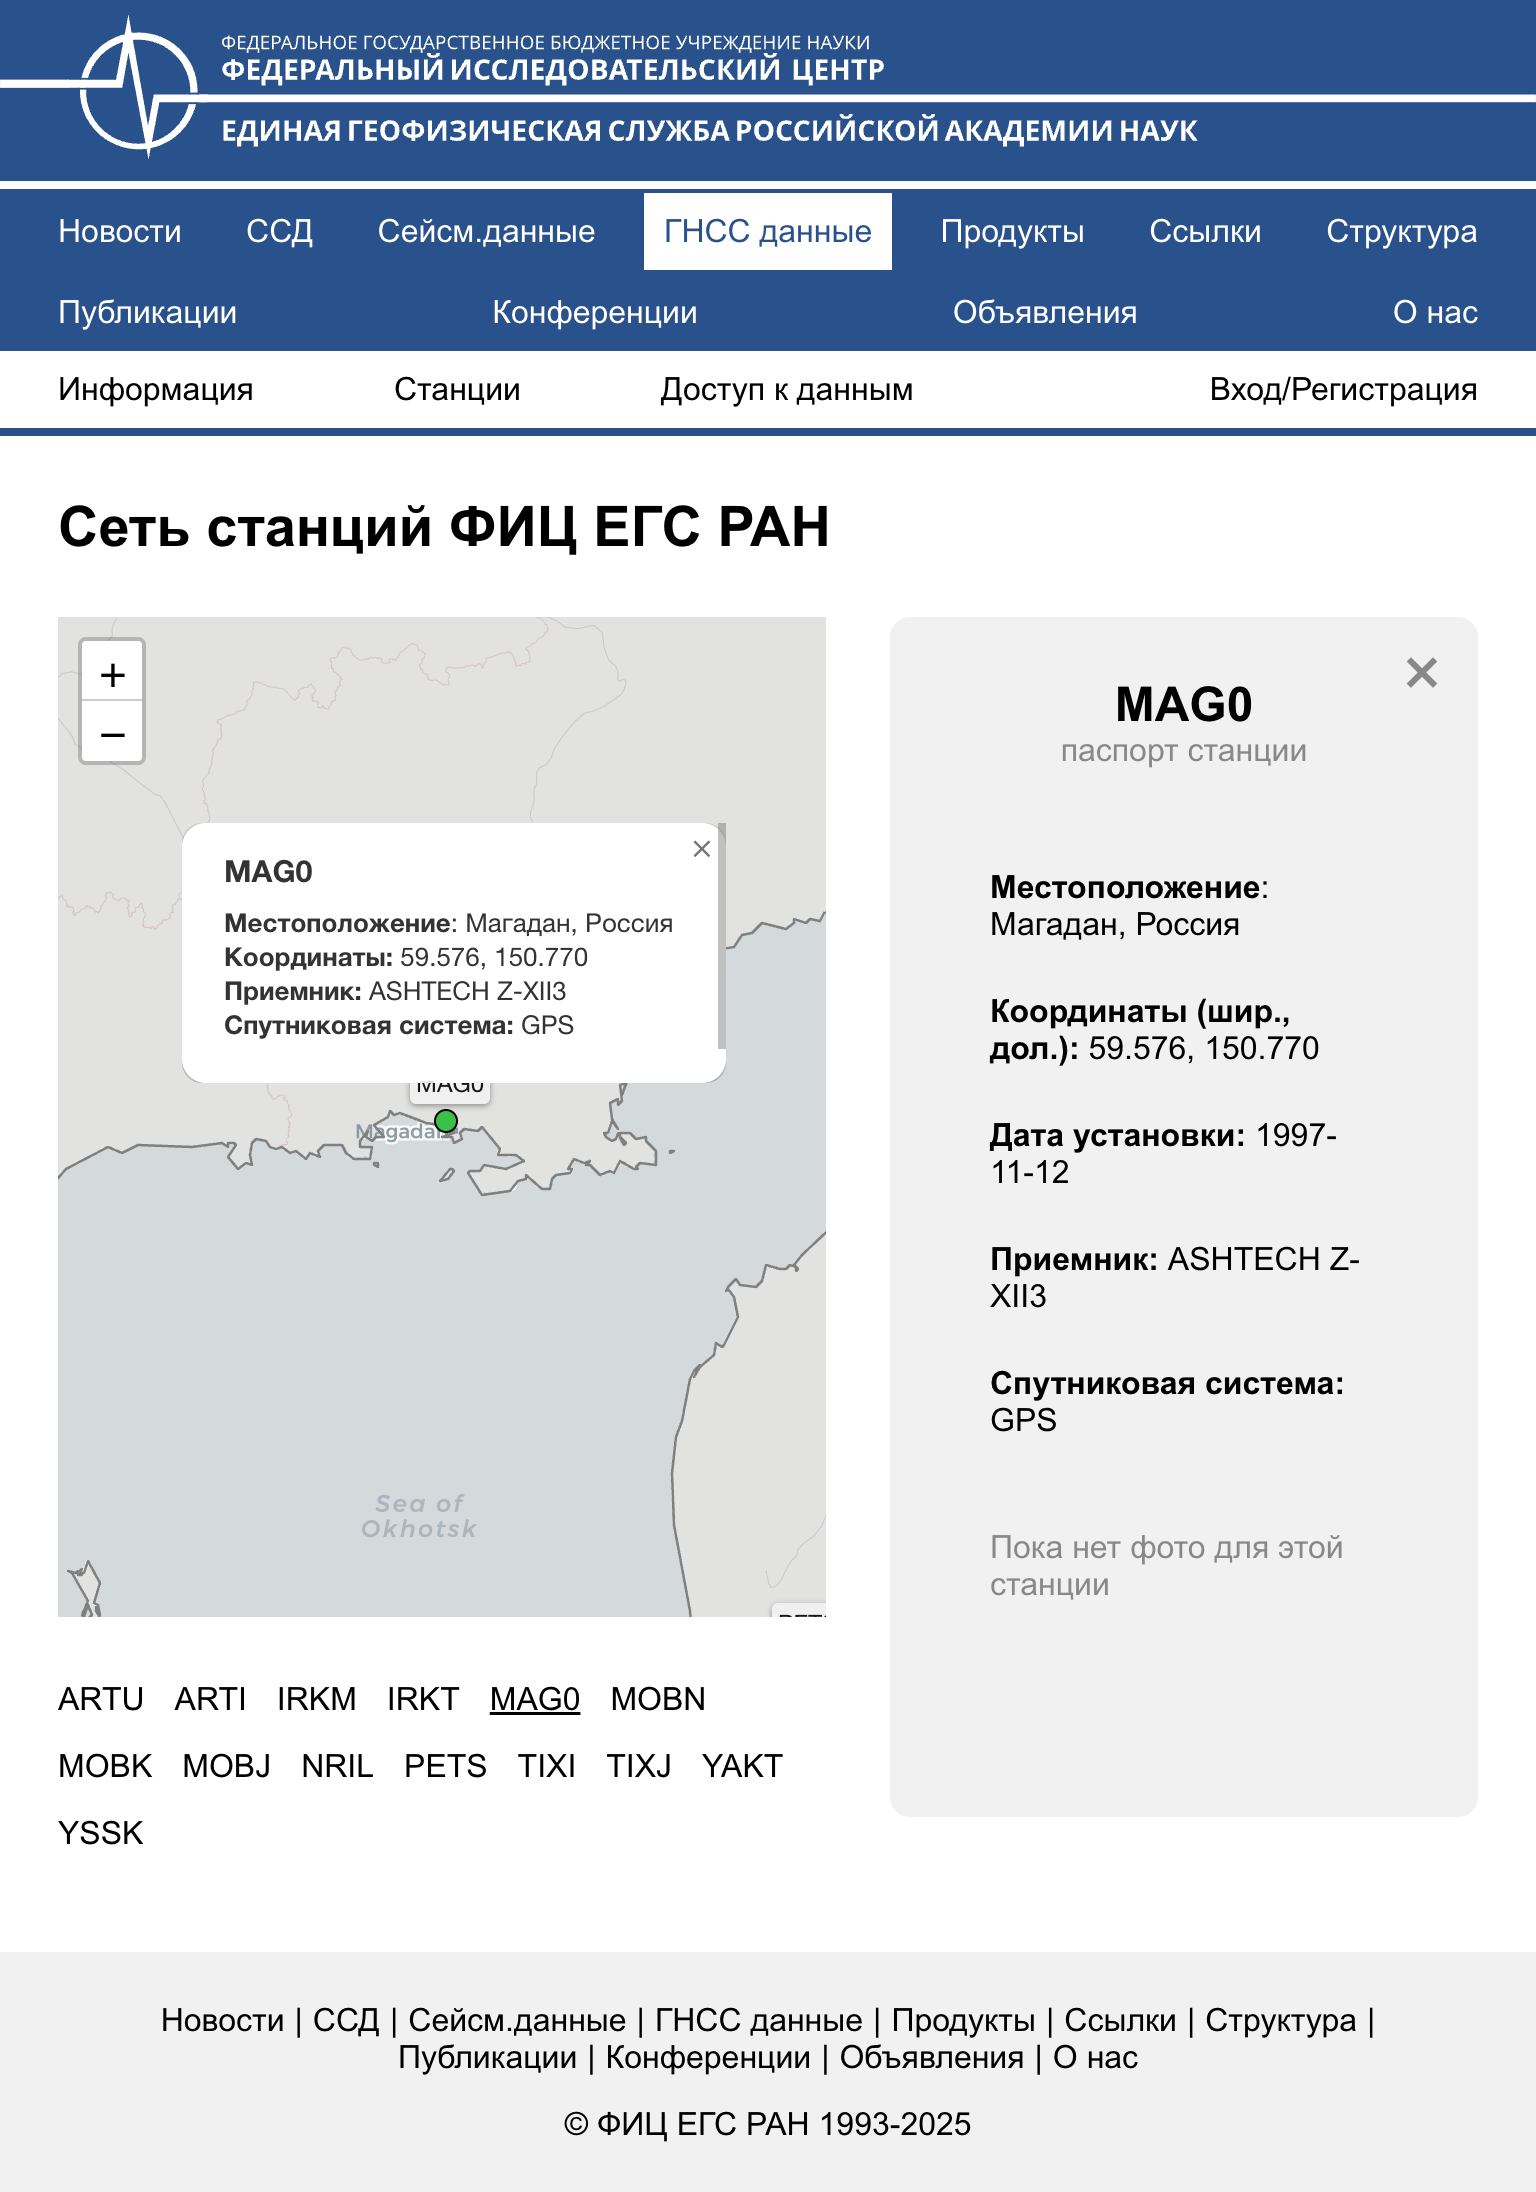 ФЕДЕРАЛЬНОЕ ГОСУДАРСТВЕННОЕ БЮДЖЕТНОЕ УЧРЕЖДЕНИЕ НАУКИ
ФЕДЕРАЛЬНЫЙ ИССЛЕДОВАТЕЛЬСКИЙ ЦЕНТР
ЕДИНАЯ ГЕОФИЗИЧЕСКАЯ СЛУЖБА РОССИЙСКОЙ АКАДЕМИИ НАУК
Новости ССД Сейсм.данные ГНСС данные Продукты Ссылки Структура
Публикации Конференции Объявления О нас
Информация Станции Доступ к данным Вход/Регистрация
Сеть станций ФИЦ ЕГС РАН
+
−
MAG0
Местоположение: Магадан, Россия
Координаты: 59.576, 150.770
Приемник: ASHTECH Z-XII3
Спутниковая система: GPS
MAG0
Sea of
Okhotsk
MAG0
паспорт станции
Местоположение:
Магадан, Россия
Координаты (шир.,
дол.): 59.576, 150.770
Дата установки: 1997-
11-12
Приемник: ASHTECH Z-
XII3
Спутниковая система:
GPS
Пока нет фото для этой
станции
ARTU ARTI IRKM IRKT MAG0 MOBN
MOBK MOBJ NRIL PETS TIXI TIXJ YAKT
YSSK
Новости | ССД | Сейсм.данные | ГНСС данные | Продукты | Ссылки | Структура |
Публикации | Конференции | Объявления | О нас
© ФИЦ ЕГС РАН 1993-2025